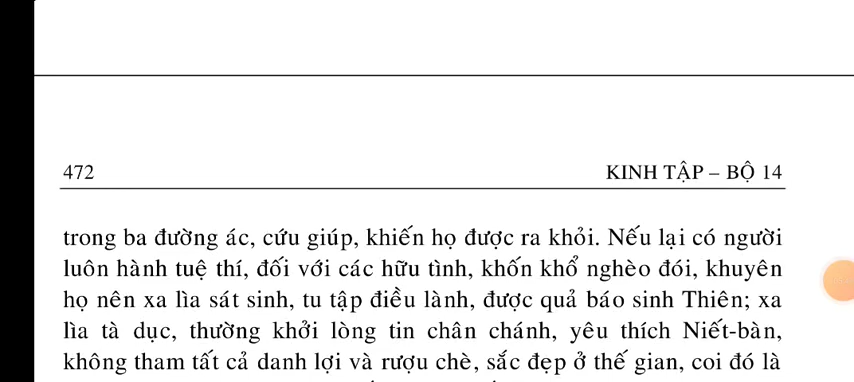 472
KINH TẬP – BỘ 14
trong ba đường ác, cứu giúp, khiến họ được ra khỏi. Nếu lại có người
luôn hành tuệ thí, đối với các hữu tình, khốn khổ nghèo đói, khuyên
họ nên xa lìa sát sinh, tu tập điều lành, được quả báo sinh Thiên; xa
lìa tà dục, thường khởi lòng tin chân chánh, yêu thích Niết-bàn,
không tham tất cả danh lợi và rượu chè, sắc đẹp ở thế gian, coi đó là